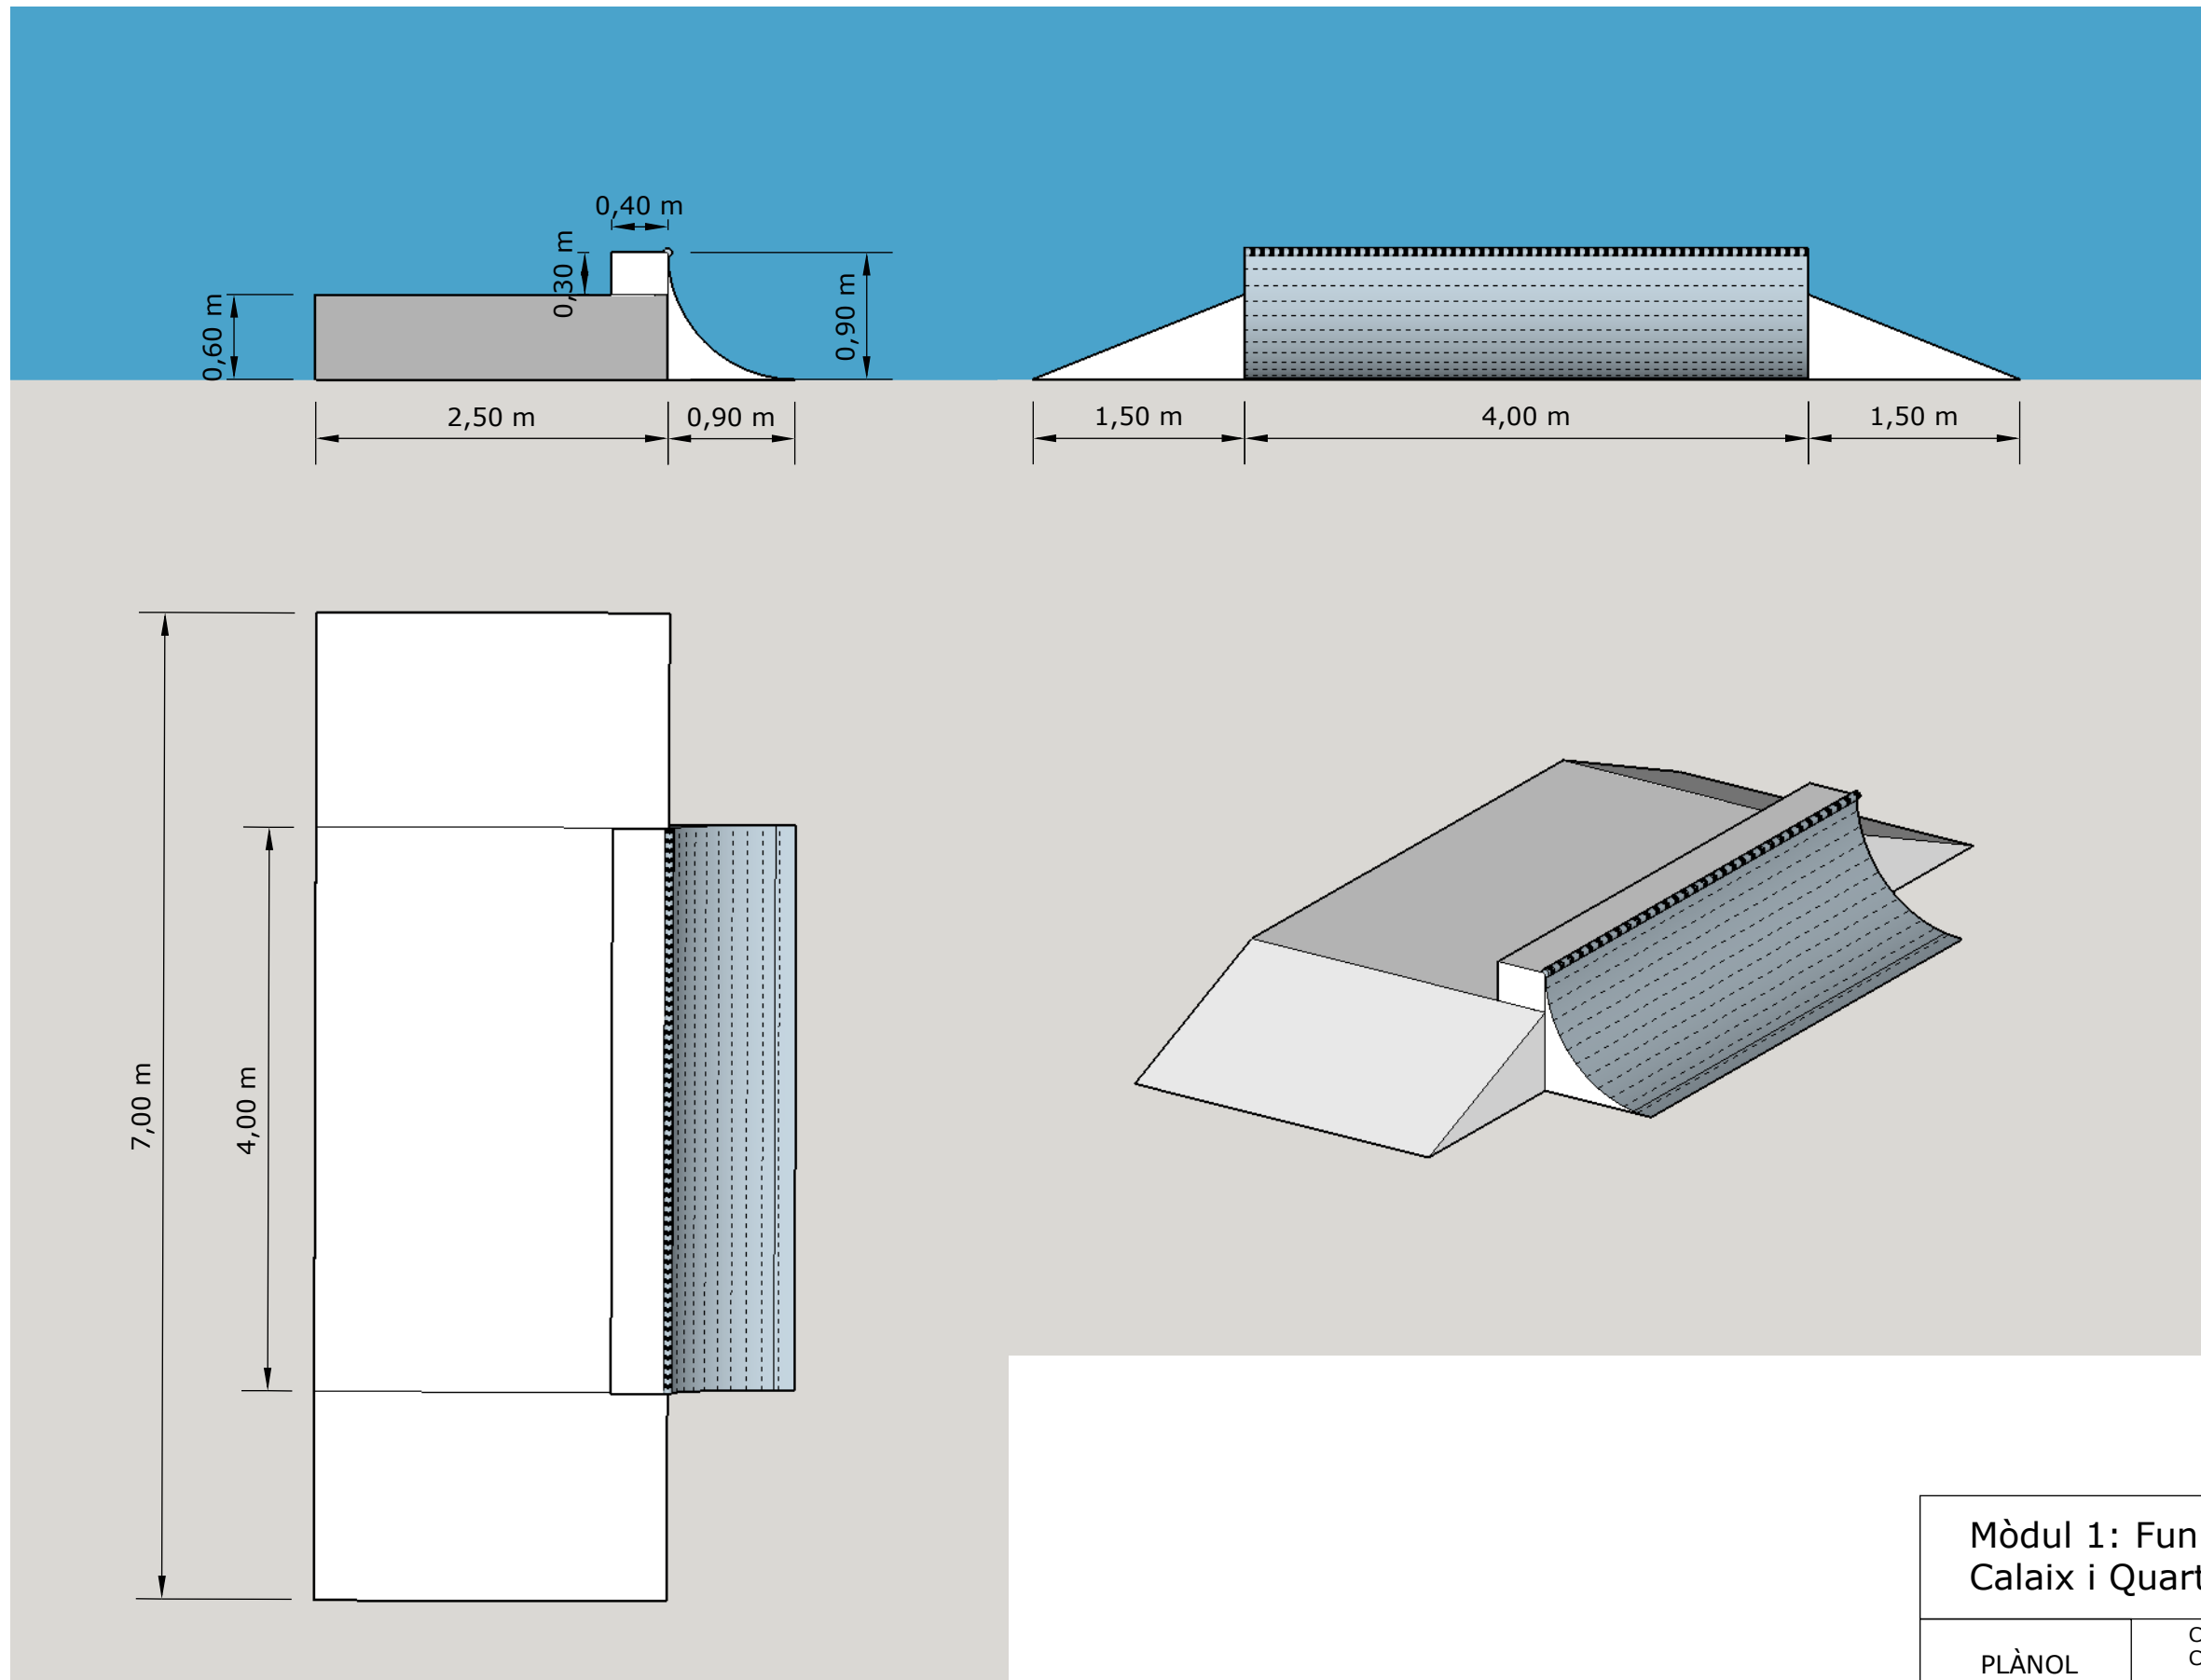 0,40 m
0,30 m
0,60 m
0,90 m
2,50 m
0,90 m
1,50 m
4,00 m
1,50 m
7,00 m
4,00 m
Mòdul 1: Fun
Calaix i Quart
PLÀNOL